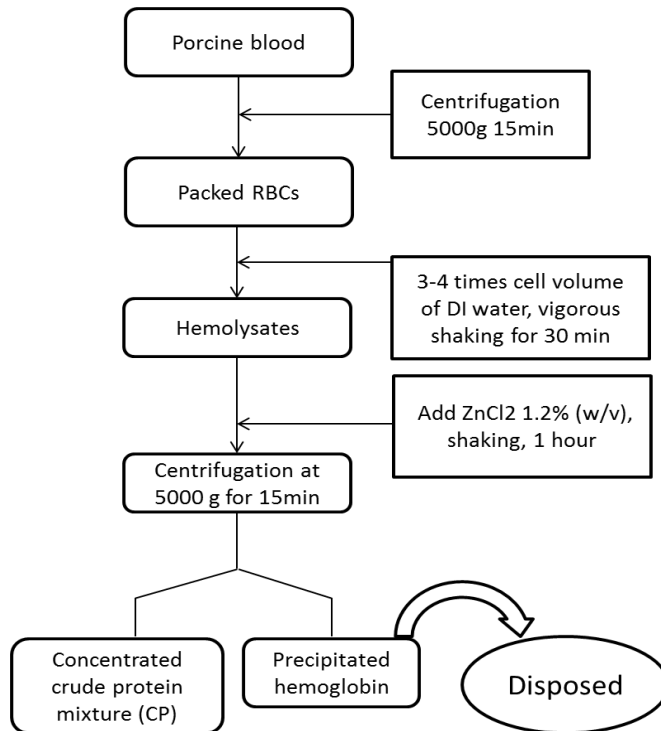 Porcine blood
Centrifugation
5000g 15min
Packed RBCs
3-4 times cell volume
of DI water, vigorous
shaking for 30 min
Hemolysates
Add ZnCl2 1.2% (w/v),
shaking, 1 hour
Centrifugation at
5000 g for 15min
Concentrated
crude protein
mixture (CP)
Precipitated
hemoglobin
Disposed